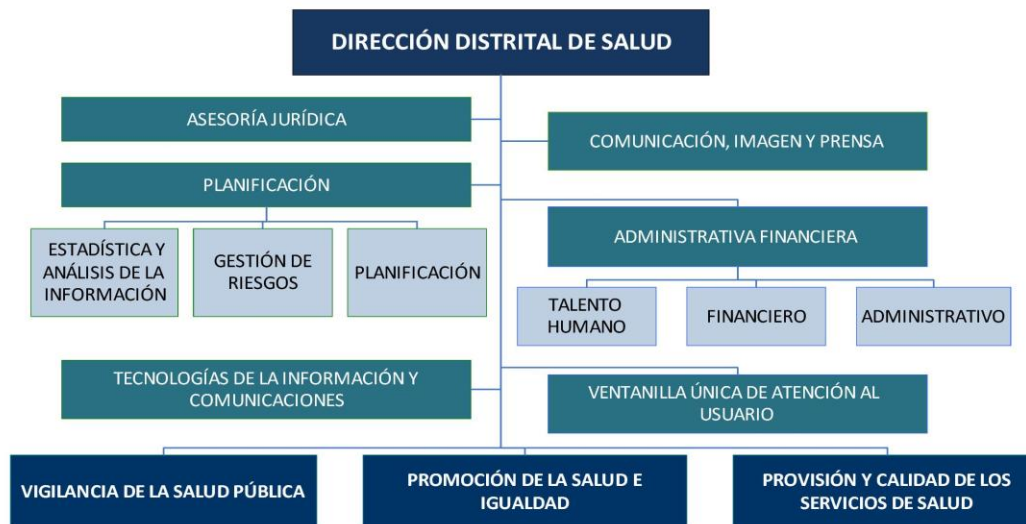 DIRECCIÓN DISTRITAL DE SALUD
ASESORÍA JURÍDICA
COMUNICACIÓN, IMAGEN Y PRENSA
PLANIFICACIÓN
ESTADÍSTICA Y
ANÁLISIS DE LA
INFORMACIÓN
GESTIÓN DE
RIESGOS
PLANIFICACIÓN
ADMINISTRATIVA FINANCIERA
TALENTO
HUMANO
FINANCIERO
ADMINISTRATIVO
TECNOLOGÍAS DE LA INFORMACIÓN Y
COMUNICACIONES
VENTANILLA ÚNICA DE ATENCIÓN AL
USUARIO
VIGILANCIA DE LA SALUD PÚBLICA
PROMOCIÓN DE LA SALUD E
IGUALDAD
PROVISIÓN Y CALIDAD DE LOS
SERVICIOS DE SALUD